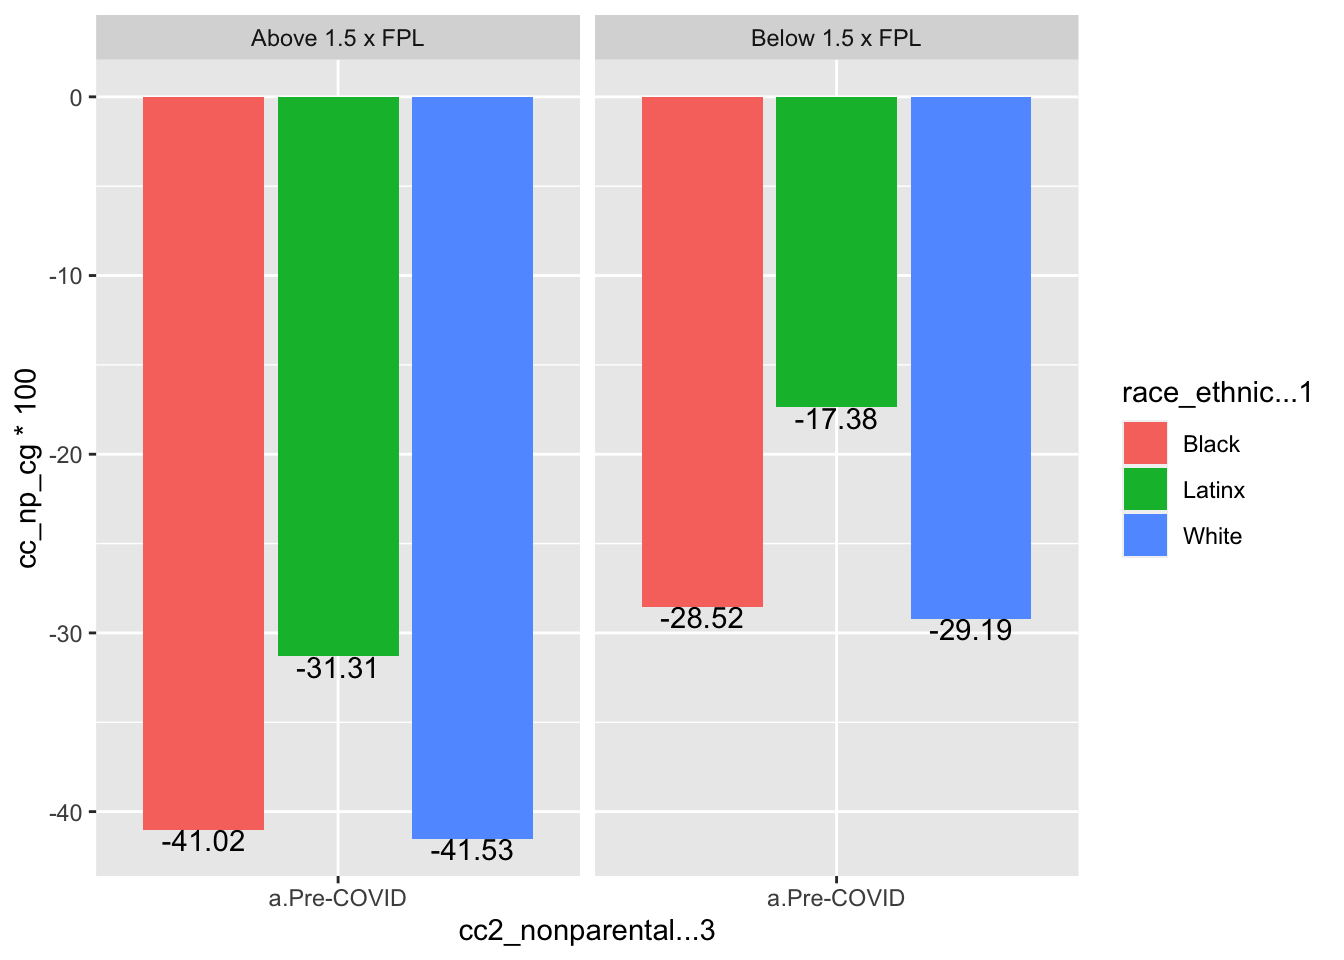 Above 1.5 x FPL
Below 1.5 x FPL
0
-10
-20
-30
-40
cc_np_cg * 100
-41.02
-31.31
-41.53
-28.52
-17.38
-29.19
a.Pre-COVID
a.Pre-COVID
cc2_nonparental...3
race_ethnic...1
Black
Latinx
White